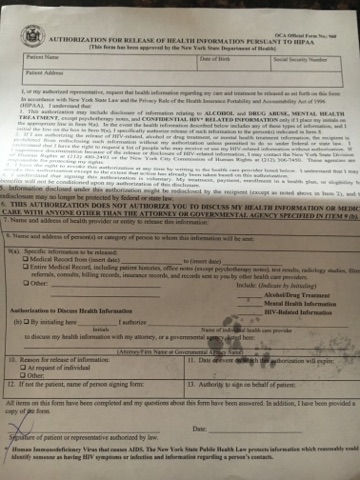 OCA Official Form No.: 960
AUTHORIZATION FOR RELEASE OF HEALTH INFORMATION PURSUANT TO HIPAA
[This form has been approved by the New York State Department of Health]
Patient Name Date of Birth Social Security Number
Patient Address
I, or my authorized representative, request that health information regarding my care and treatment be released as set forth on this form:
In accordance with New York State Law and the Privacy Rule of the Health Insurance Portability and Accountability Act of 1996
(HIPAA), I understand that:
1. This authorization may include disclosure of information relating to ALCOHOL and DRUG ABUSE, MENTAL HEALTH
TREATMENT, except psychotherapy notes, and CONFIDENTIAL HIV* RELATED INFORMATION only if I place my initials on
the appropriate line in Item 9(a). In the event the health information described below includes any of these types of information, and I
initial the line on the box in Item 9(a), I specifically authorize release of such information to the person(s) indicated in Item 8.
2. If I am authorizing the release of HIV-related, alcohol or drug treatment, or mental health treatment information, the recipient is
prohibited from redisclosing such information without my authorization unless permitted to do so under federal or state law. I
understand that I have the right to request a list of people who may receive or use my HIV-related information without authorization. If
I experience discrimination because of the release or disclosure of HIV-related information, I may contact the New York State Division
of Human Rights at (212) 480-2493 or the New York City Commission of Human Rights at (212) 306-7450. These agencies are
responsible for protecting my rights.
3. I have the right to revoke this authorization at any time by writing to the health care provider listed below. I understand that I may
revoke this authorization except to the extent that action has already been taken based on this authorization.
4. I understand that signing this authorization is voluntary. My treatment, payment, enrollment in a health plan, or eligibility
will not be conditioned upon my authorization of this disclosure.
5. Information disclosed under this authorization might be redisclosed by the recipient (except as noted above in Item 2), and
redisclosure may no longer be protected by federal or state law.
6. THIS AUTHORIZATION DOES NOT AUTHORIZE YOU TO DISCUSS MY HEALTH INFORMATION OR
CARE WITH ANYONE OTHER THAN THE ATTORNEY OR GOVERNMENTAL AGENCY SPECIFIED IN ITEM 9 (b).
7. Name and address of health provider or entity to release this information:
8. Name and address of person(s) or category of person to whom this information will be sent:
9(a). Specific information to be released:
Medical Record from (insert date) to (insert date)
Entire Medical Record, including patient histories, office notes (except psychotherapy notes), test results, radiology studies,
referrals, consults, billing records, insurance records, and records sent to you by other health care providers.
Other: Include: (Indicate by Initialing)
Alcohol/Drug Treatment
Mental Health Information
Authorization to Discuss Health Information HIV-Related Information
(b) By initialing here I authorize
Initials Name of individual health care provider
to discuss my health information with my attorney, or a governmental agency, listed here:
(Attorney/Firm Name or Governmental Agency Name)
10. Reason for release of information: 11. Date or event on which this authorization will expire:
At request of individual
Other:
12. If not the patient, name of person signing form: 13. Authority to sign on behalf of patient:
All items on this form have been completed and my questions about this form have been answered. In addition, I have been provided a
copy of the form.
X
Date:
Signature of patient or representative authorized by law.
* Human Immunodeficiency Virus that causes AIDS. The New York State Public Health Law protects information which reasonably could
identify someone as having HIV symptoms or infection and information regarding a person's contacts.